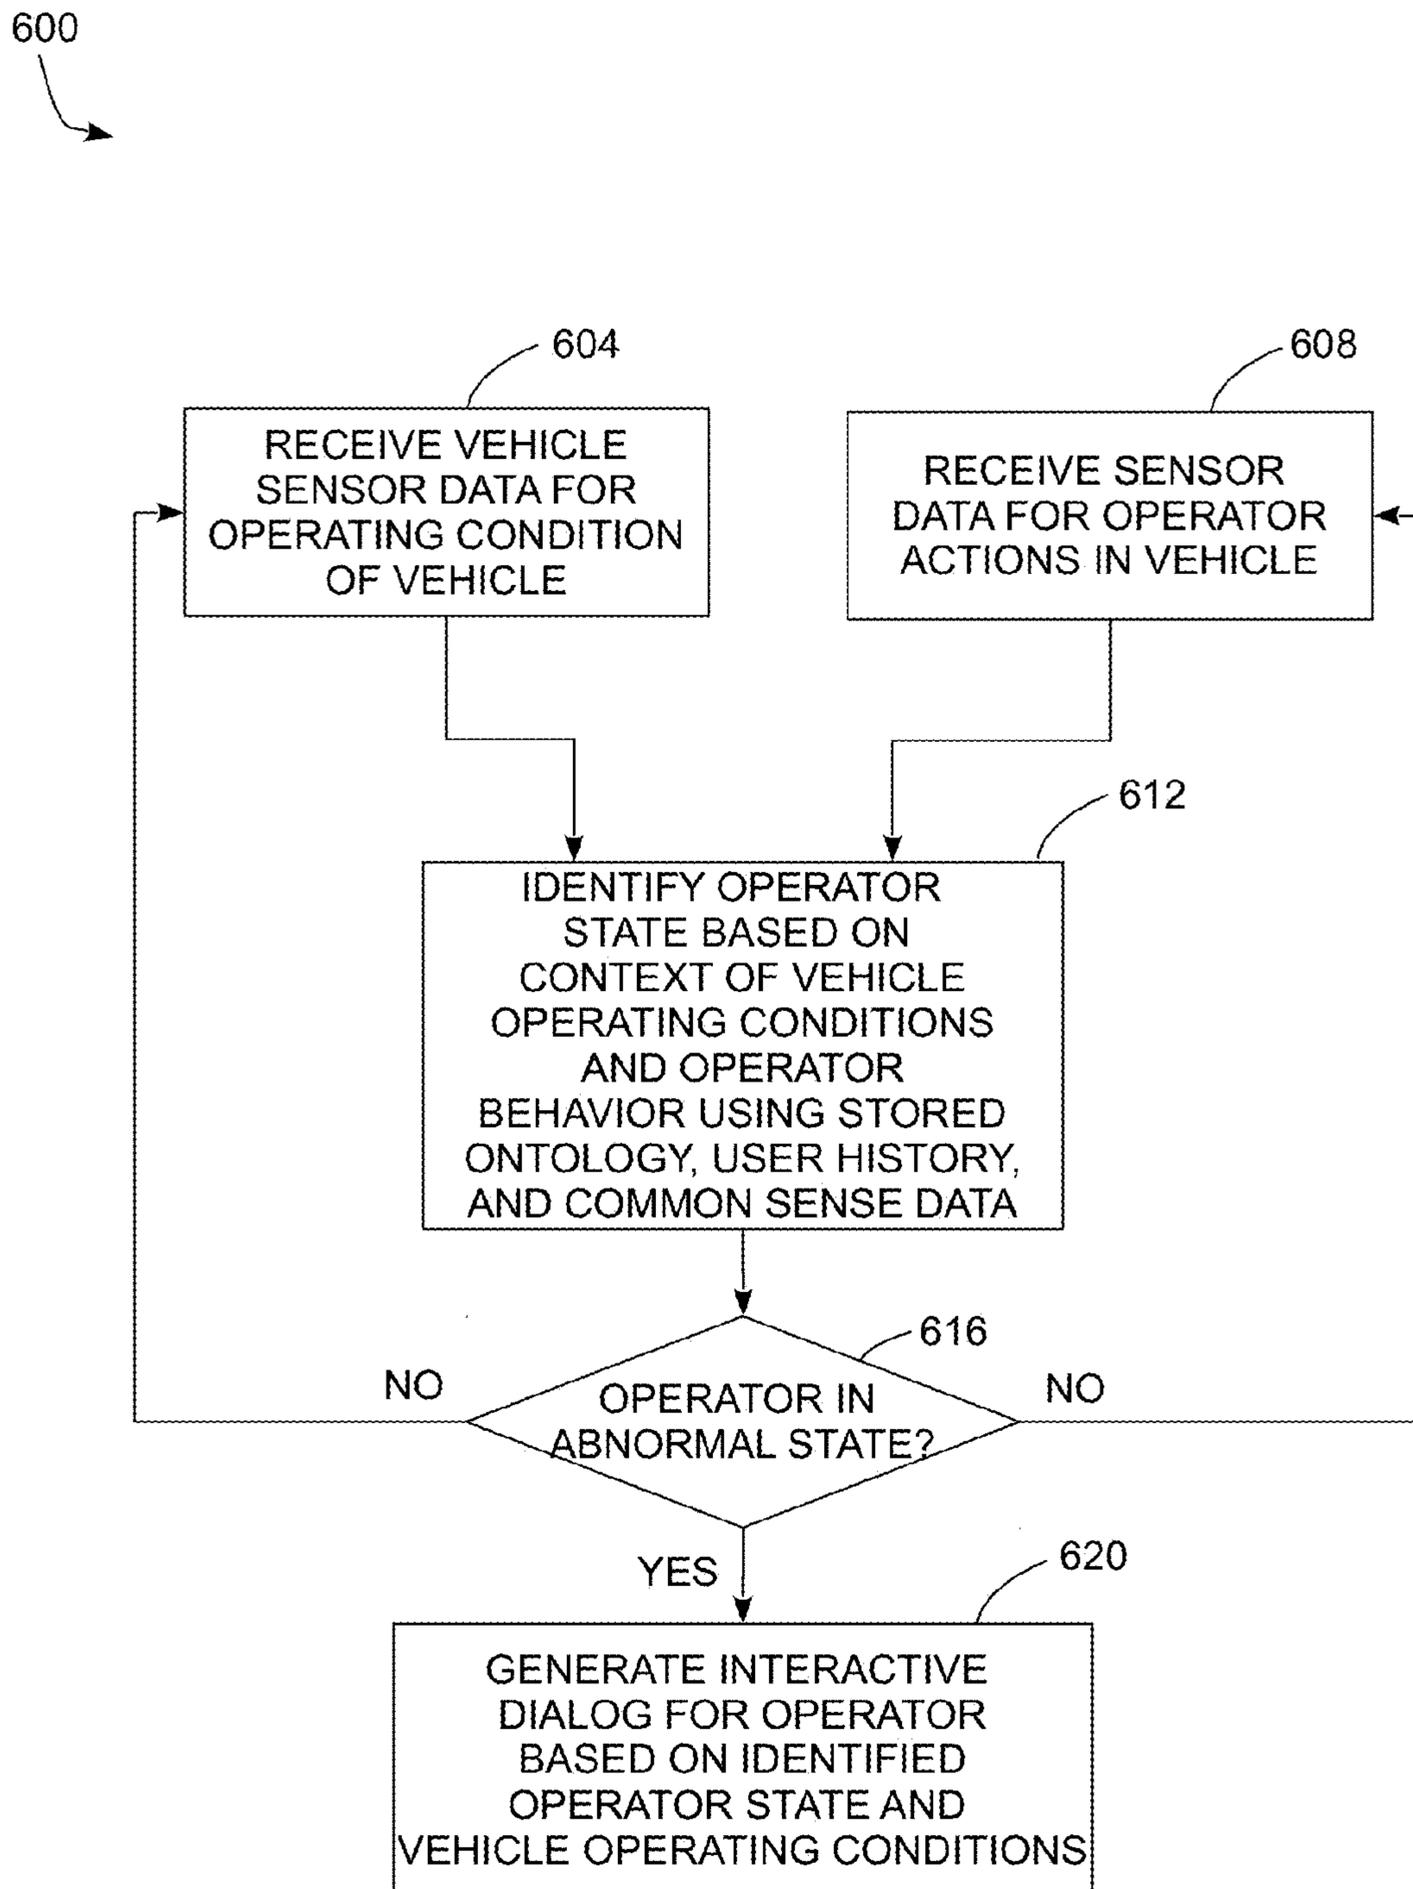 600
604
RECEIVE VEHICLE
SENSOR DATA FOR
OPERATING CONDITION
OF VEHICLE
608
RECEIVE SENSOR
DATA FOR OPERATOR
ACTIONS IN VEHICLE
612
IDENTIFY OPERATOR
STATE BASED ON
CONTEXT OF VEHICLE
OPERATING CONDITIONS
AND OPERATOR
BEHAVIOR USING STORED
ONTOLOGY, USER HISTORY,
AND COMMON SENSE DATA
616
NO
OPERATOR IN
ABNORMAL STATE?
NO
YES
620
GENERATE INTERACTIVE
DIALOG FOR OPERATOR
BASED ON IDENTIFIED
OPERATOR STATE AND
VEHICLE OPERATING CONDITIONS